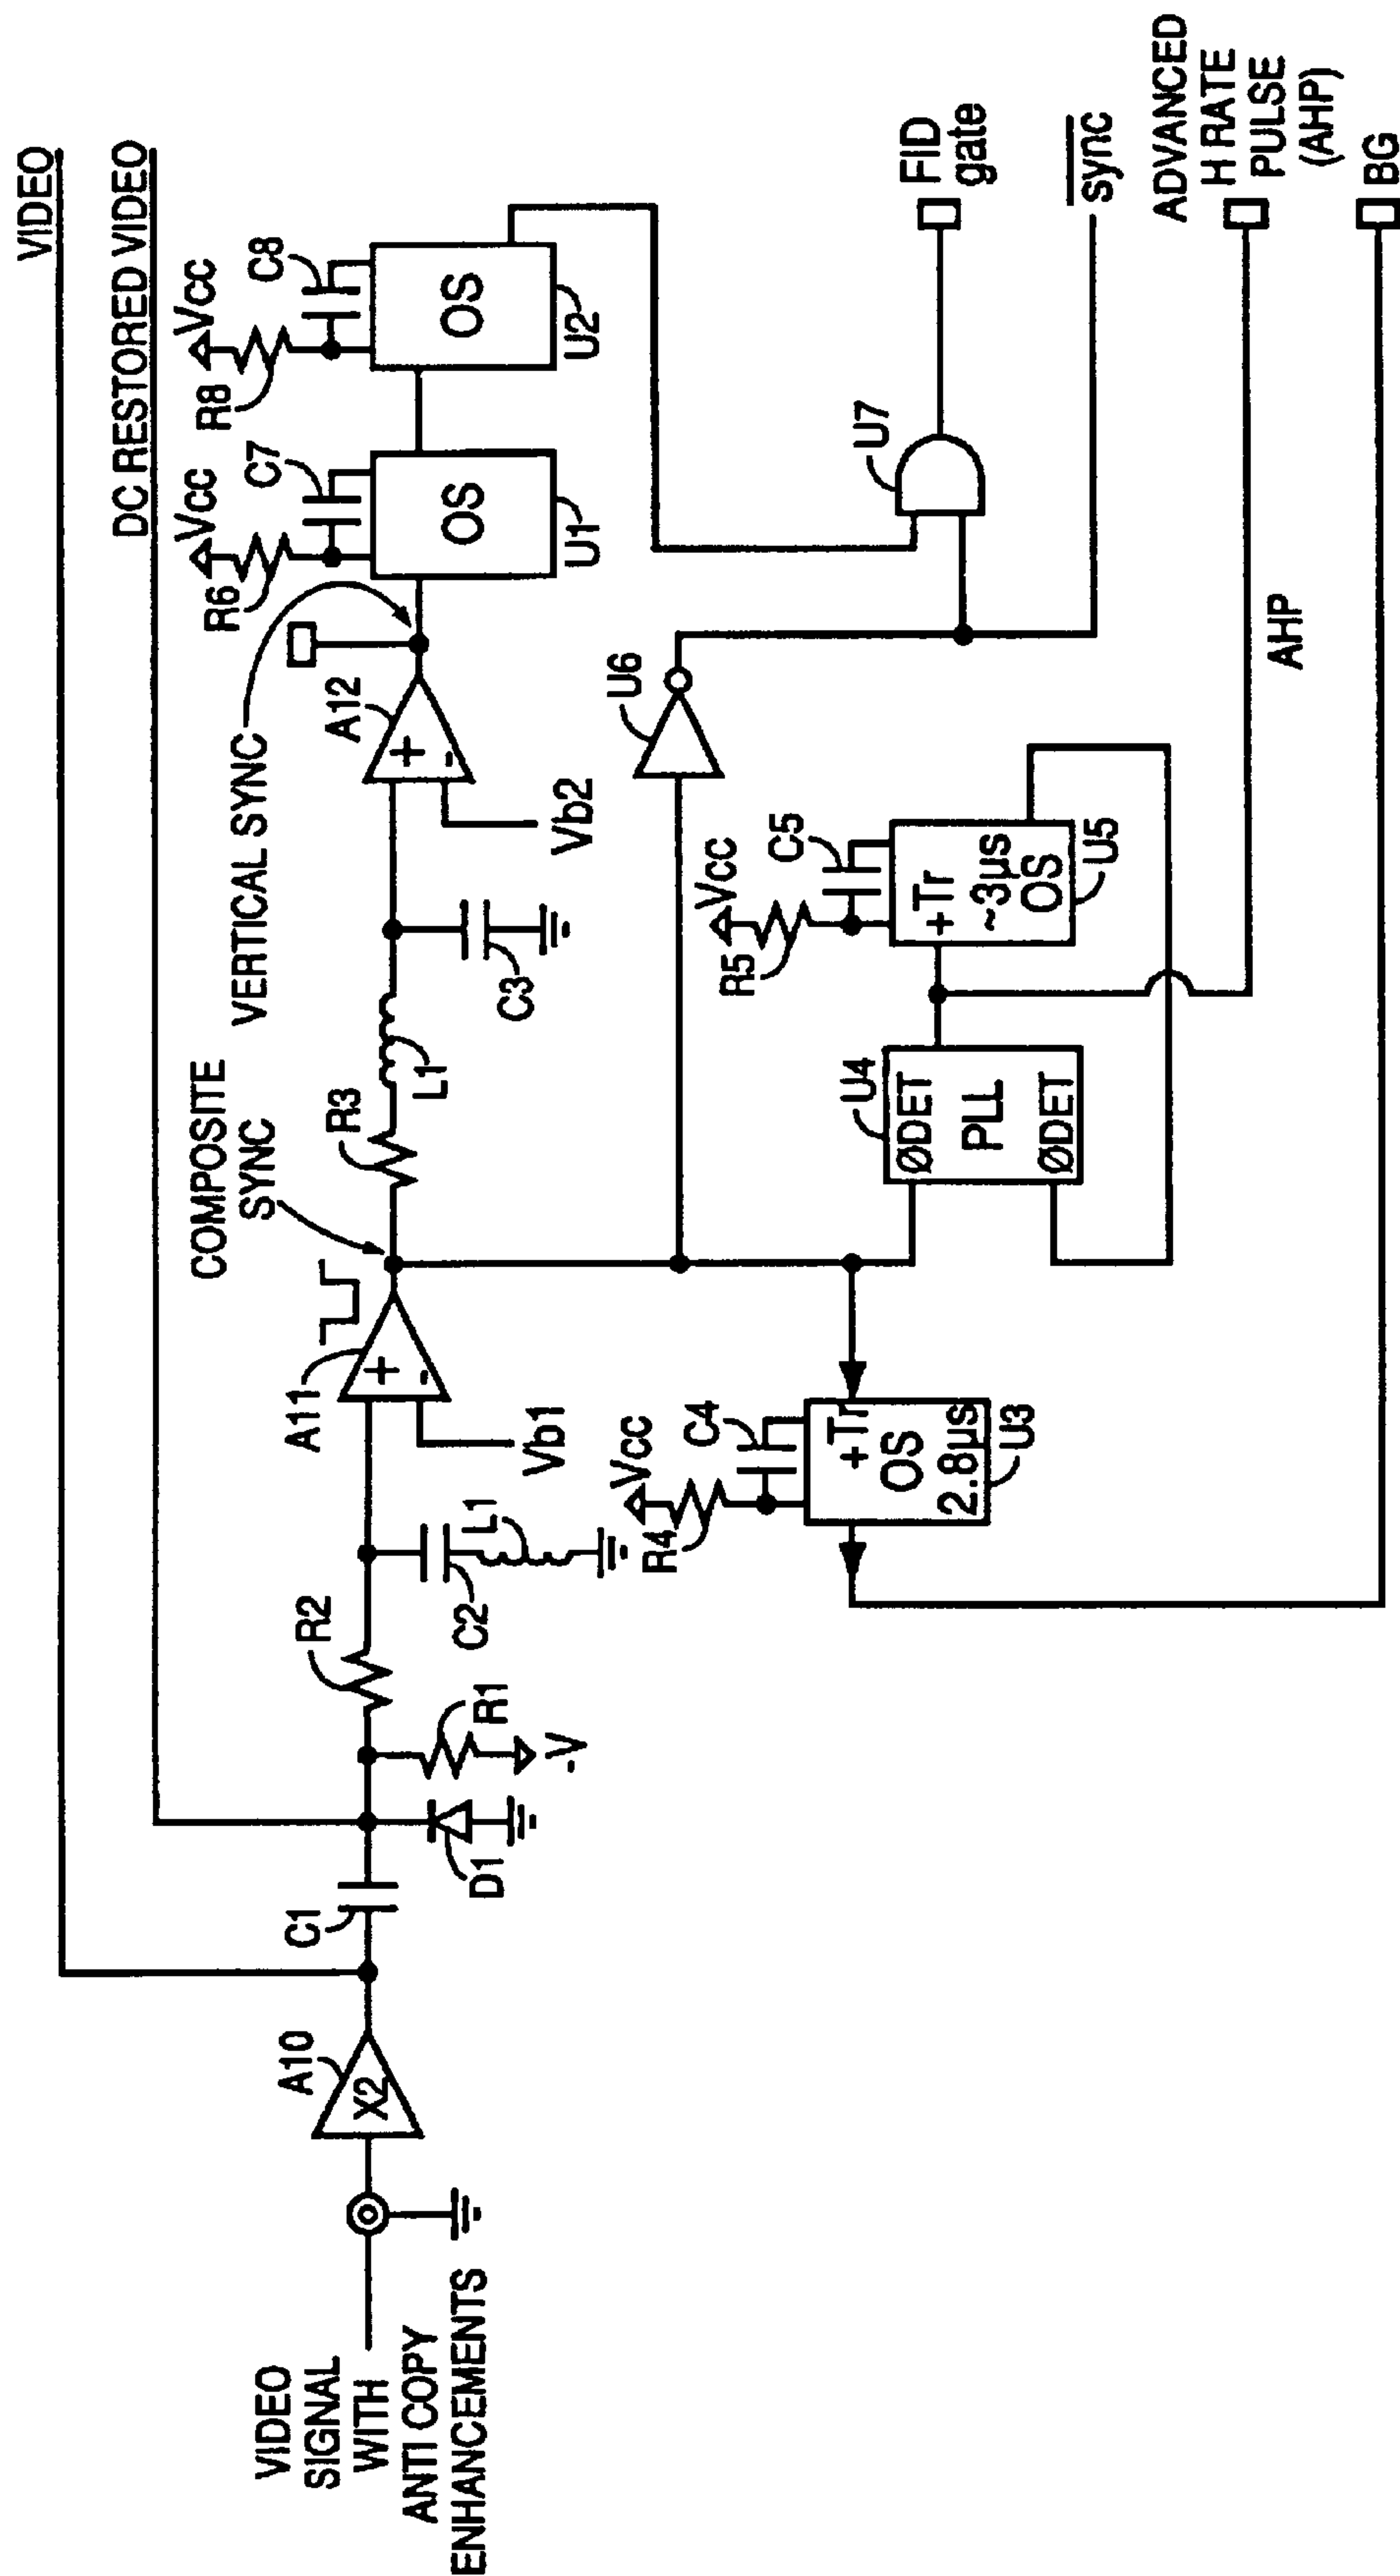 VIDEO
DC RESTORED VIDEO
VIDEO
SIGNAL
WITH
ANTI COPY
ENHANCEMENTS
A10
X2
C1
D1
R1
-V
R2
C2
L1
A11
+
-
Vb1
COMPOSITE
SYNC
R3
L1
C3
VERTICAL SYNC
A12
+
-
Vb2
R6
Vcc
C7
OS
U1
R8
Vcc
C8
OS
U2
U6
U7
FID
gate
sync
R4
Vcc
C4
+Tr
OS
2.8µs
U3
U4
ØDET
PLL
ØDET
R5
Vcc
C5
+Tr
~3µs
OS
U5
AHP
ADVANCED
H RATE
PULSE
(AHP)
BG